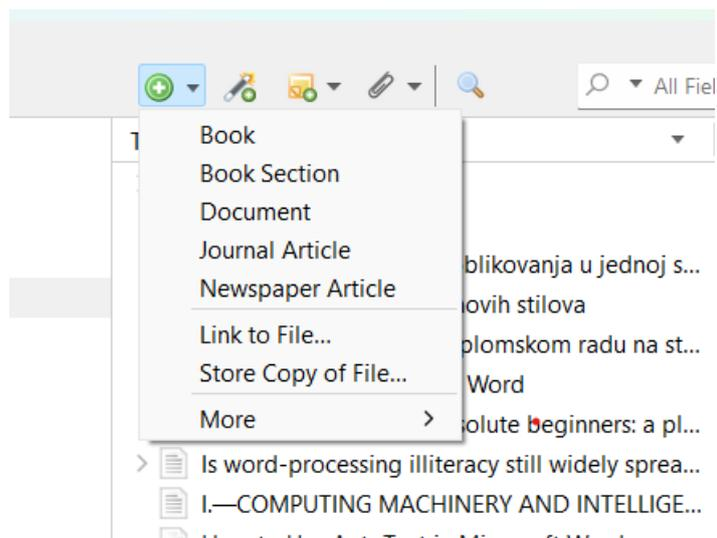 All Fiel
Book
Book Section
Document
Journal Article
Newspaper Article
Link to File...
Store Copy of File...
More
blikovanja u jednoj s...
novih stilova
plomskom radu na st...
Word
solute beginners: a pl...
Is word-processing illiteracy still widely sprea...
I.—COMPUTING MACHINERY AND INTELLIGE...